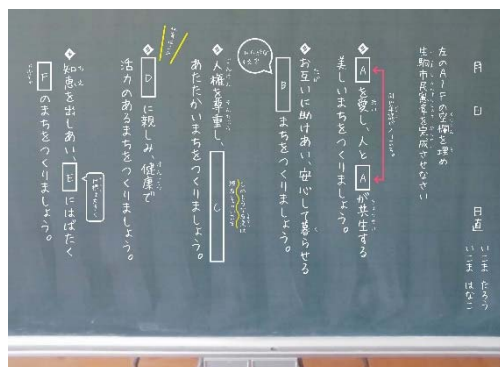 月 日 日直 いこま たろう
いこま はなこ
左のA〜Fの空欄を埋め
生駒市民憲章を完成させなさい
◆ A を愛し、人と A が共生する
美しいまちをつくりましょう。
◆お互いに助けあい、安心して暮らせる
B まちをつくりましょう。
◆人権を尊重し、 C
あたたかいまちをつくりましょう。
◆ D に親しみ、健康で
活力のあるまちをつくりましょう。
◆知恵を出しあい、 E にはばたく
F のまちをつくりましょう。